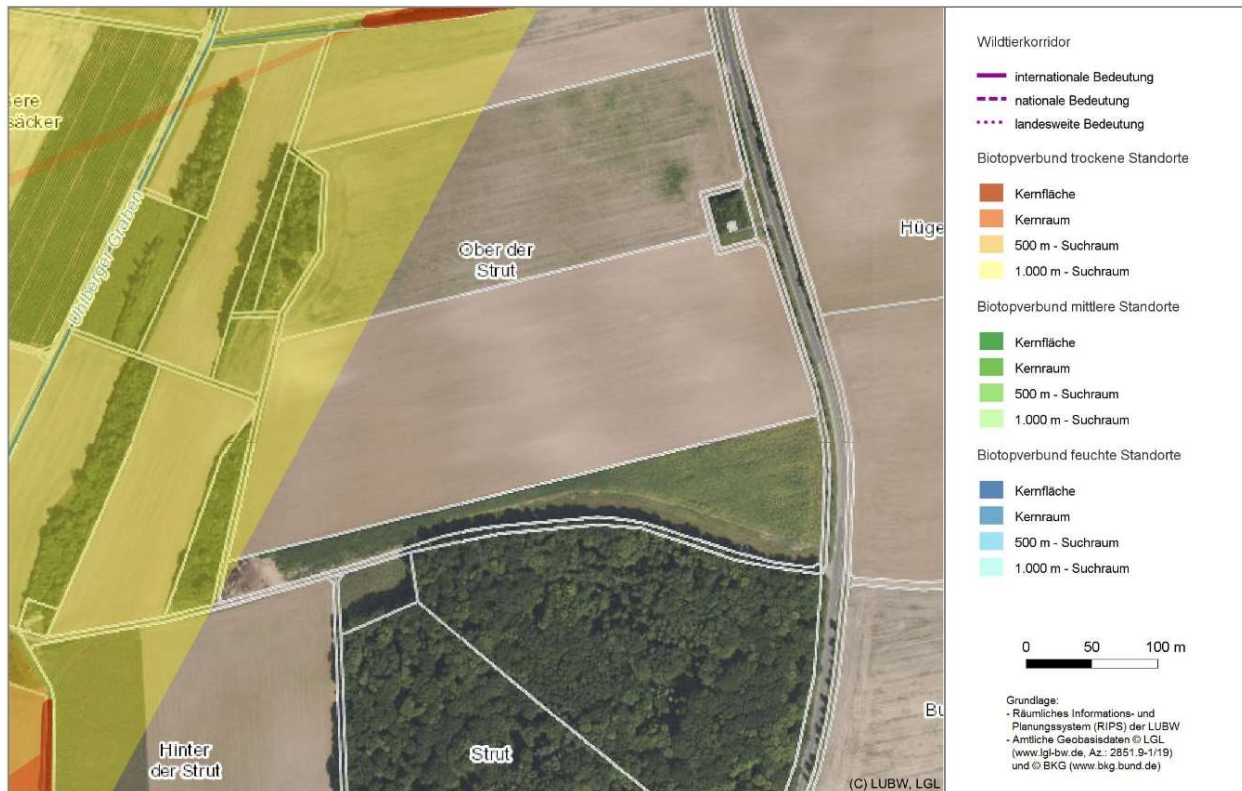 sere
säcker
Uhlberger Graben
Ober der
Strut
Hüge
Hinter
der Strut
Strut
Bu
(C) LUBW, LGL
Wildtierkorridor
internationale Bedeutung
nationale Bedeutung
landesweite Bedeutung
Biotopverbund trockene Standorte
Kernfläche
Kernraum
500 m - Suchraum
1.000 m - Suchraum
Biotopverbund mittlere Standorte
Kernfläche
Kernraum
500 m - Suchraum
1.000 m - Suchraum
Biotopverbund feuchte Standorte
Kernfläche
Kernraum
500 m - Suchraum
1.000 m - Suchraum
0 50 100 m
Grundlage:
- Räumliches Informations- und
Planungssystem (RIPS) der LUBW
- Amtliche Geobasisdaten © LGL
(www.lgl-bw.de, Az.: 2851.9-1/19)
und © BKG (www.bkg.bund.de)